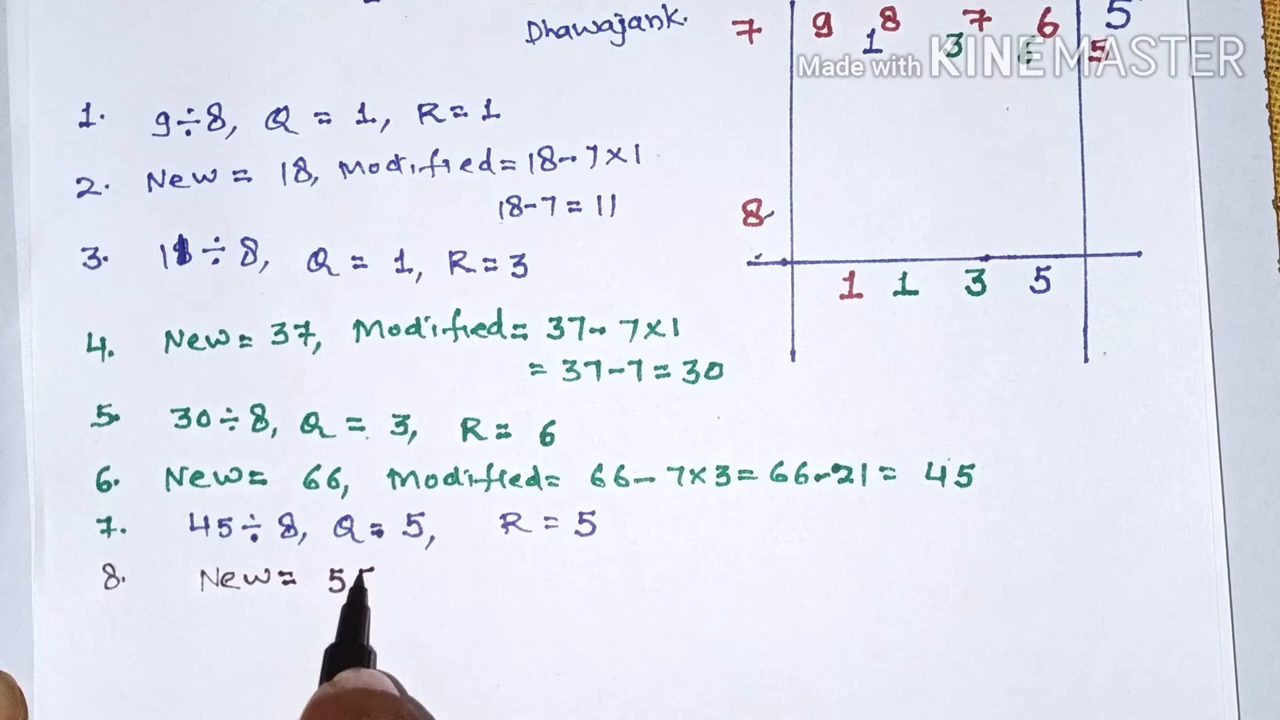 Dhawajank.
7 9 8 7 6 5
1 3 6 5
Made with KINEMASTER
1. 9÷8, Q = 1, R = 1
2. New = 18, Modified = 18-7×1
18-7 = 11
8
3. 11÷8, Q = 1, R = 3
1 1 3 5
4. New = 37, Modified = 37-7×1
= 37-7 = 30
5. 30÷8, Q = 3, R = 6
6. New = 66, Modified = 66-7×3 = 66-21 = 45
7. 45÷8, Q = 5, R = 5
8. New = 55